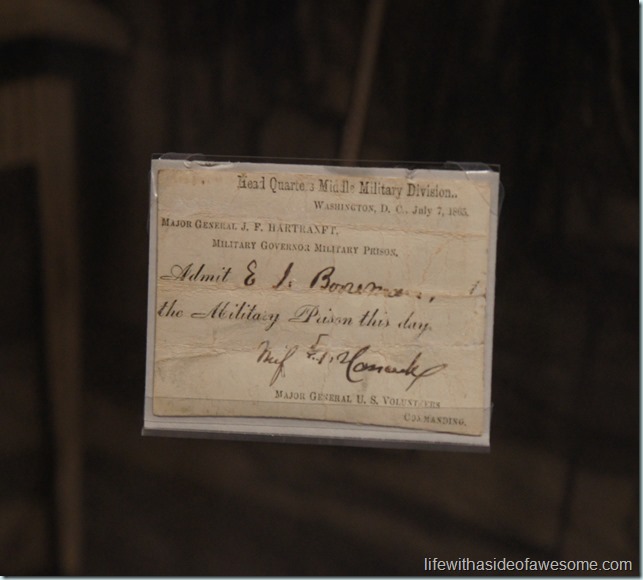 Head Quarters Middle Military Division..
WASHINGTON, D. C., July 7, 1865.
MAJOR GENERAL J. F. HARTRANFT,
MILITARY GOVERNOR MILITARY PRISON.
Admit E J. t
the Military Prison this day.
Hancock
MAJOR GENERAL U. S. VOLUNTEERS
COMMANDING.
lifewithasideofawesome.com